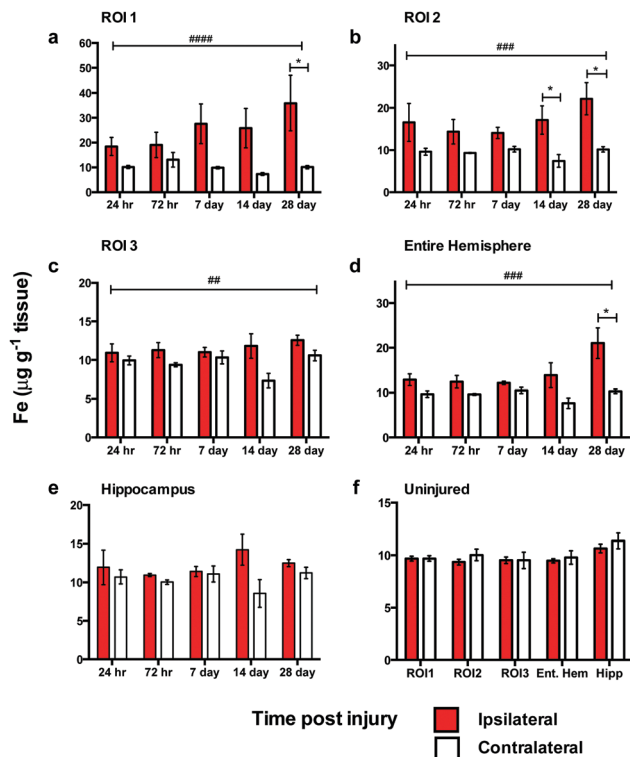 ROI 1
ROI 2
a
b
####
###
*
*
*
60
50
40
30
20
10
0
30
20
10
0
24 hr 72 hr 7 day 14 day 28 day
24 hr 72 hr 7 day 14 day 28 day
ROI 3
Entire Hemisphere
c
d
##
###
*
20
15
10
5
0
30
20
10
0
24 hr 72 hr 7 day 14 day 28 day
24 hr 72 hr 7 day 14 day 28 day
Fe (μg g⁻¹ tissue)
e
Hippocampus
f
Uninjured
20
15
10
5
0
15
10
5
0
24 hr 72 hr 7 day 14 day 28 day
ROI1 ROI2 ROI3 Ent. Hem Hipp
Time post injury
Ipsilateral
Contralateral